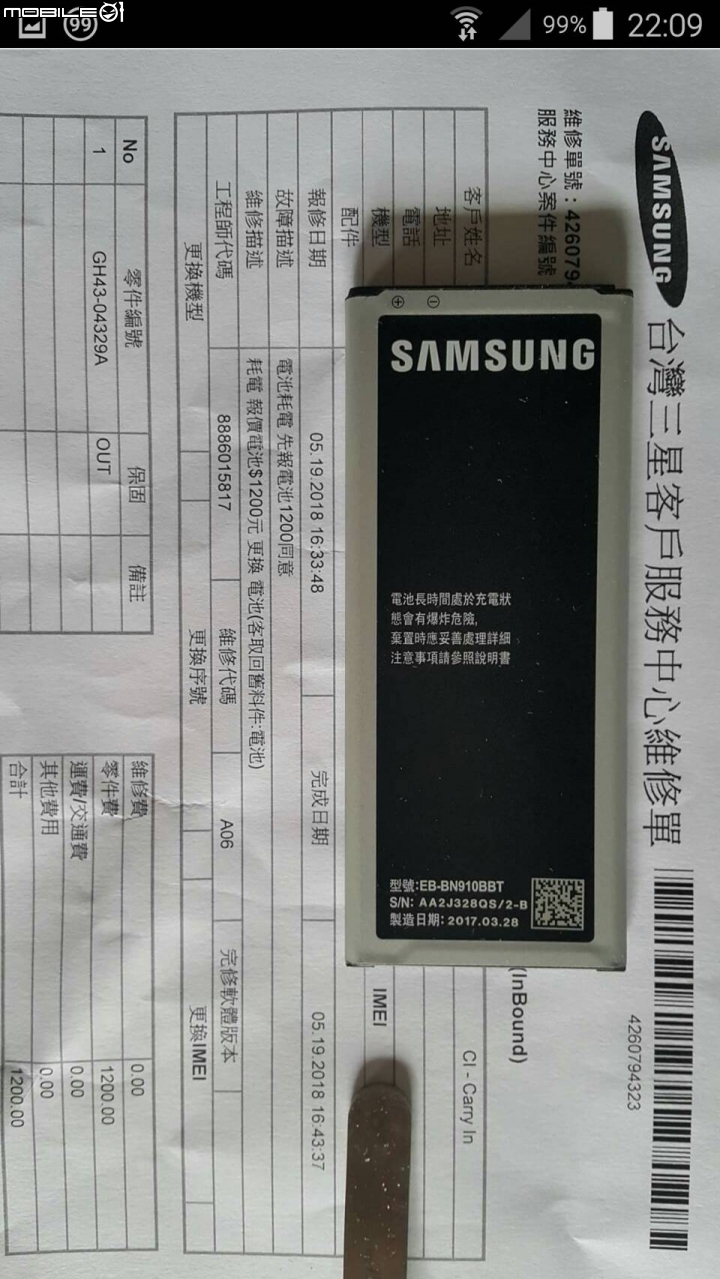 MOBILE01
99
99%
22:09
SAMSUNG
台灣三星客戶服務中心維修單
4260794323
維修單號：426079
服務中心案件編號
(InBound)
客戶姓名
CI - Carry In
地址
電話
機型
IMEI
配件
報修日期
05.19.2018 16:33:48
完成日期
05.19.2018 16:43:37
故障描述
電池耗電 先報電池1200同意
維修描述
耗電 報價電池$1200元 更換 電池(客取回舊料件:電池)
工程師代碼
8886015817
維修代碼
A06
完修軟體版本
更換機型
更換序號
更換IMEI
No
零件編號
保固
備註
1
GH43-04329A
OUT
維修費
0.00
零件費
1200.00
運費/交通費
0.00
其他費用
0.00
合計
1200.00
SAMSUNG
電池長時間處於充電狀
態會有爆炸危險,
棄置時應妥善處理詳細
注意事項請參照說明書
型號:EB-BN910BBT
S/N: AA2J328QS/2-B
製造日期: 2017.03.28